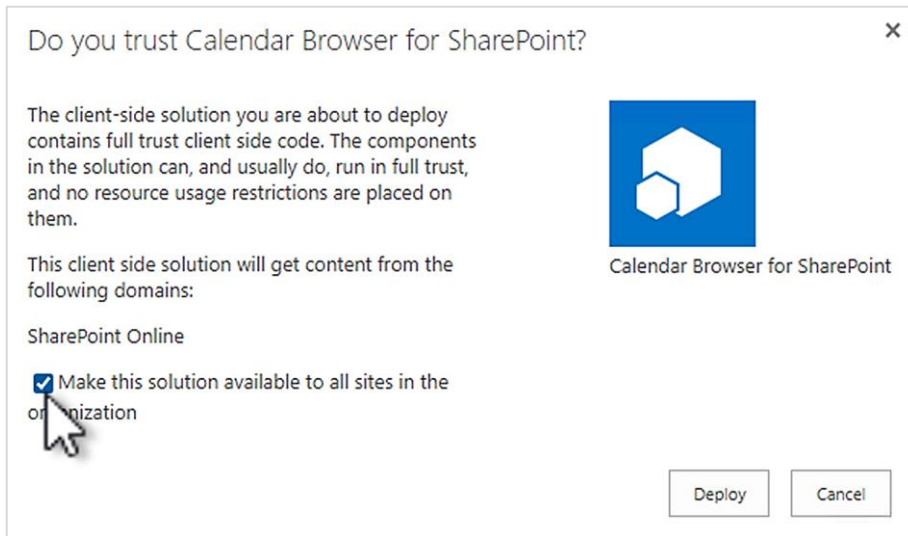 Do you trust Calendar Browser for SharePoint?
The client-side solution you are about to deploy
contains full trust client side code. The components
in the solution can, and usually do, run in full trust,
and no resource usage restrictions are placed on
them.
This client side solution will get content from the
following domains:
SharePoint Online
Make this solution available to all sites in the
organization
Calendar Browser for SharePoint
Deploy
Cancel